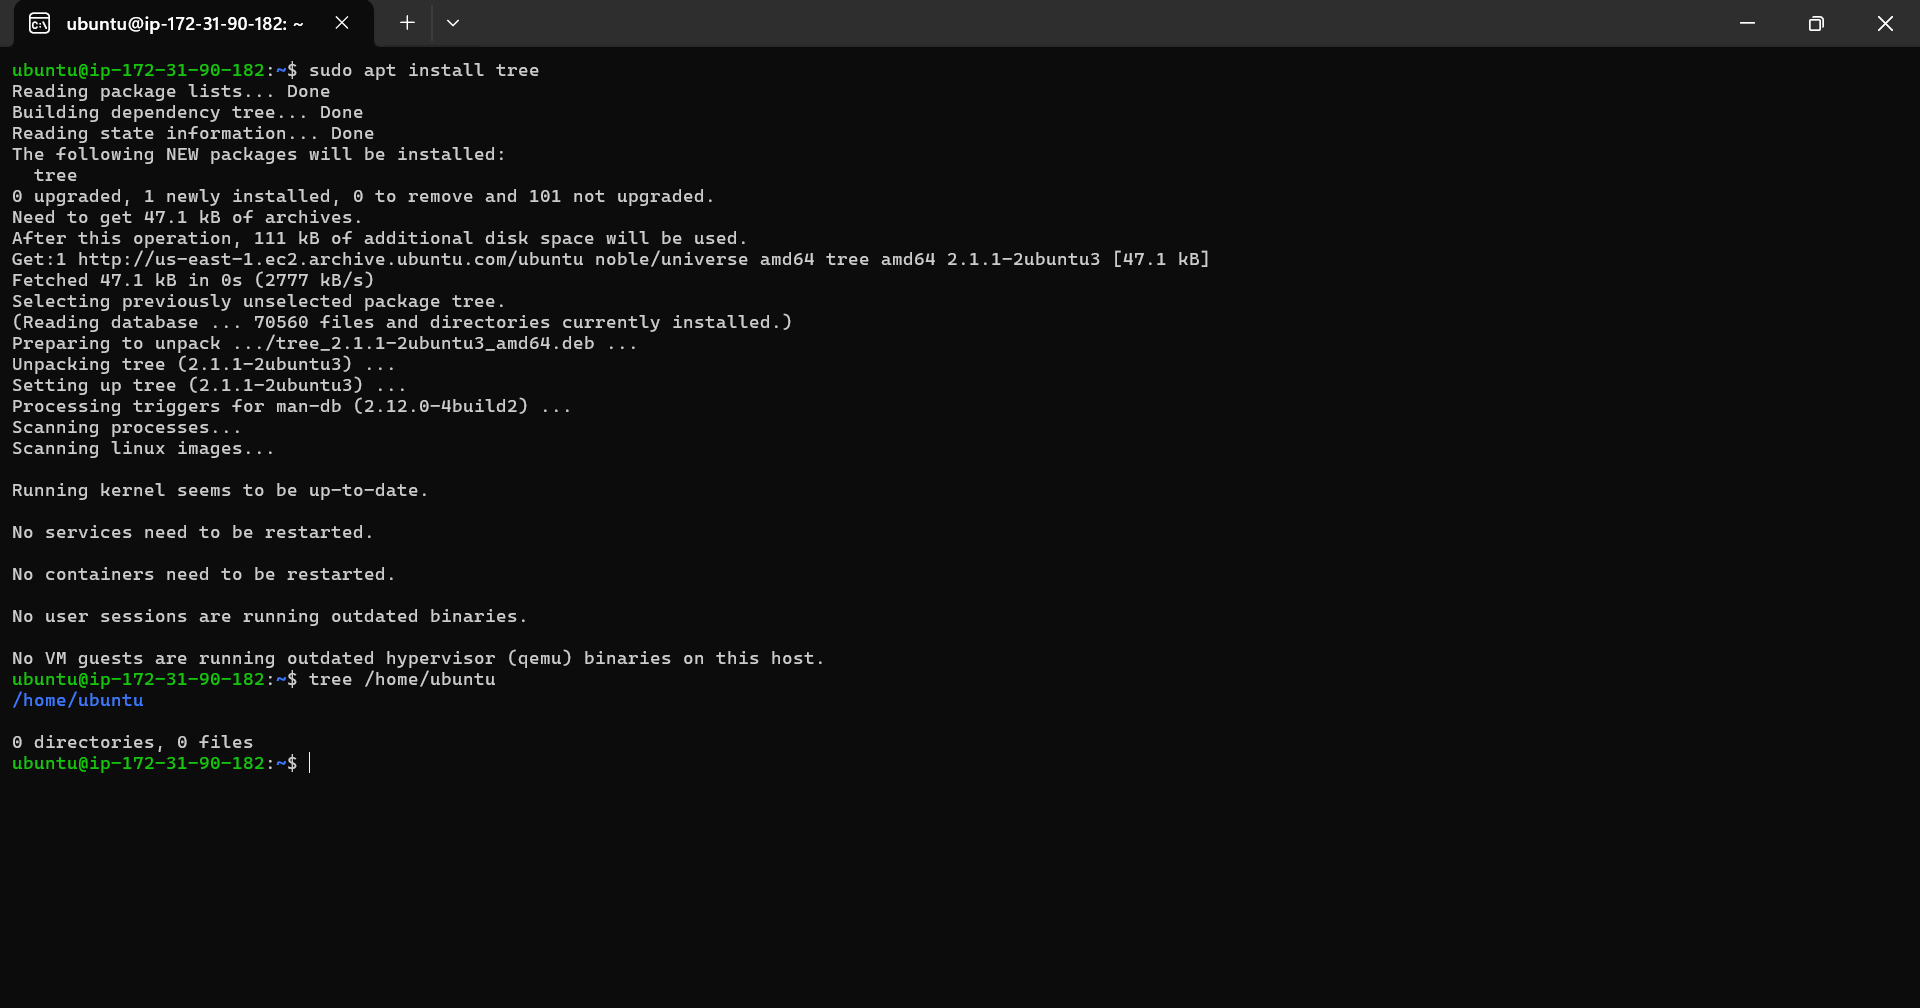 ubuntu@ip-172-31-90-182: ~
ubuntu@ip-172-31-90-182:~$ sudo apt install tree
Reading package lists... Done
Building dependency tree... Done
Reading state information... Done
The following NEW packages will be installed:
  tree
0 upgraded, 1 newly installed, 0 to remove and 101 not upgraded.
Need to get 47.1 kB of archives.
After this operation, 111 kB of additional disk space will be used.
Get:1 http://us-east-1.ec2.archive.ubuntu.com/ubuntu noble/universe amd64 tree amd64 2.1.1-2ubuntu3 [47.1 kB]
Fetched 47.1 kB in 0s (2777 kB/s)
Selecting previously unselected package tree.
(Reading database ... 70560 files and directories currently installed.)
Preparing to unpack .../tree_2.1.1-2ubuntu3_amd64.deb ...
Unpacking tree (2.1.1-2ubuntu3) ...
Setting up tree (2.1.1-2ubuntu3) ...
Processing triggers for man-db (2.12.0-4build2) ...
Scanning processes...
Scanning linux images...

Running kernel seems to be up-to-date.

No services need to be restarted.

No containers need to be restarted.

No user sessions are running outdated binaries.

No VM guests are running outdated hypervisor (qemu) binaries on this host.
ubuntu@ip-172-31-90-182:~$ tree /home/ubuntu
/home/ubuntu

0 directories, 0 files
ubuntu@ip-172-31-90-182:~$